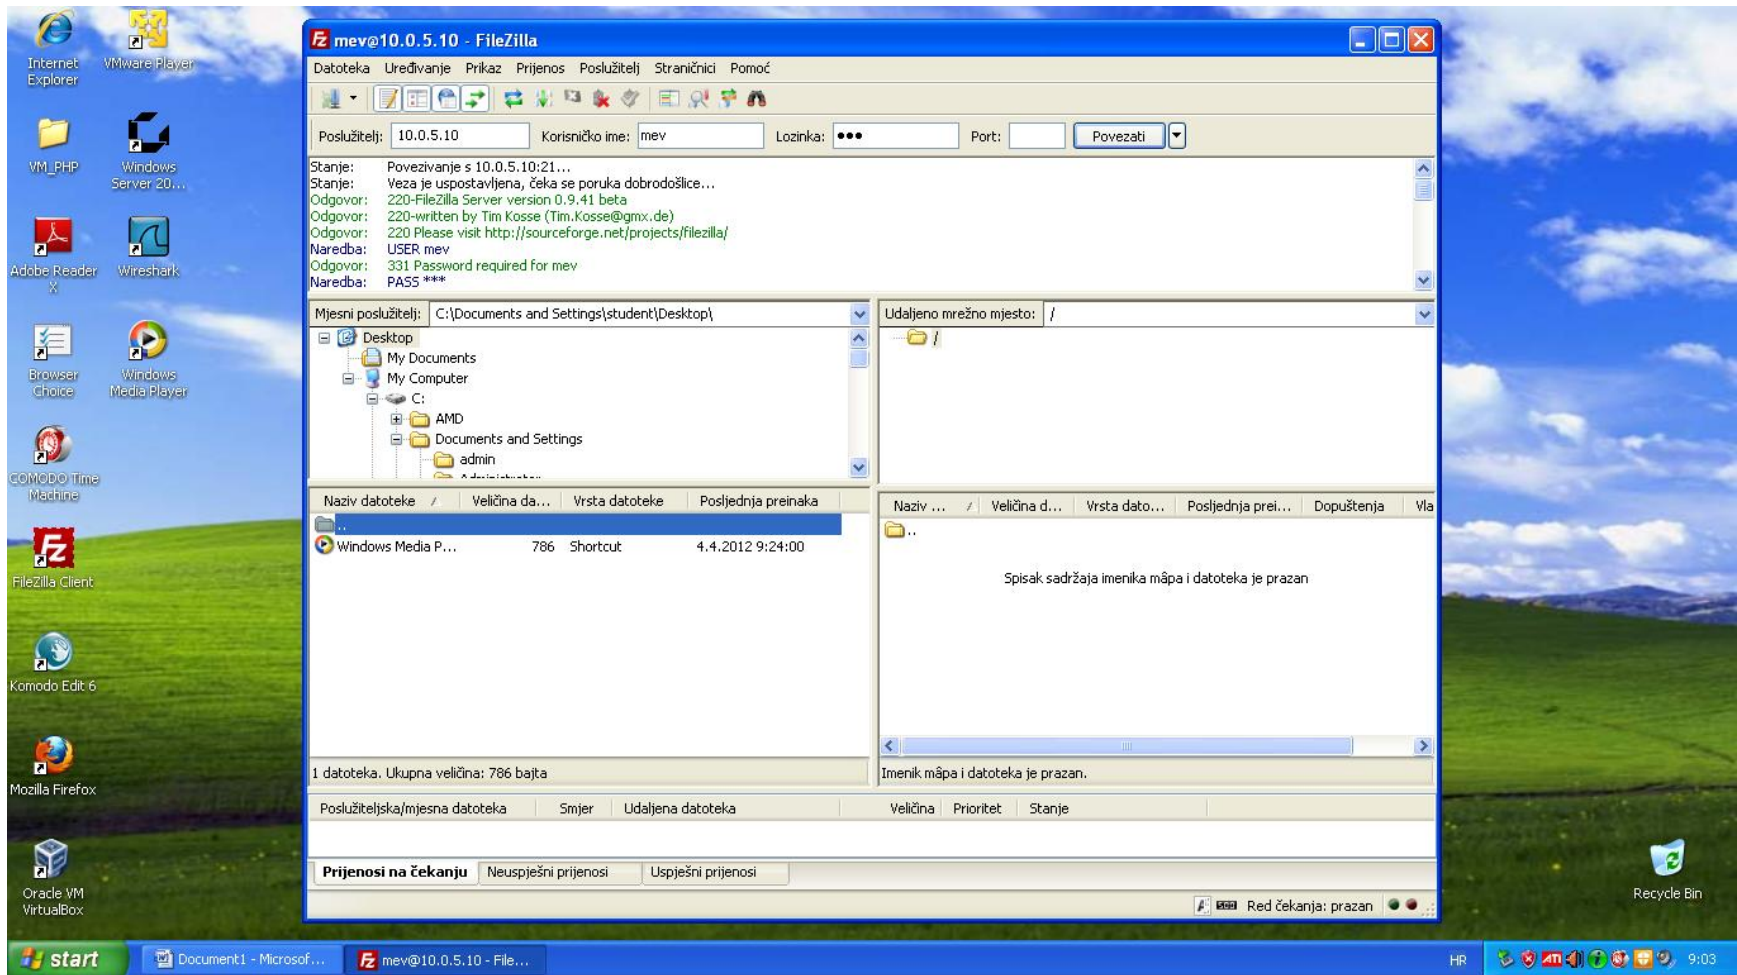 Internet
Explorer
VMware Player
VM_PHP
Windows
Server 20...
Adobe Reader
X
Wireshark
Browser
Choice
Windows
Media Player
COMODO Time
Machine
FileZilla Client
Komodo Edit 6
Mozilla Firefox
Oracle VM
VirtualBox
Recycle Bin
mev@10.0.5.10 - FileZilla
Datoteka Uređivanje Prikaz Prijenos Poslužitelj Straničnici Pomoć
Poslužitelj: 10.0.5.10 Korisničko ime: mev Lozinka: ●●● Port: Povezati
Stanje: Povezivanje s 10.0.5.10:21...
Stanje: Veza je uspostavljena, čeka se poruka dobrodošlice...
Odgovor: 220-FileZilla Server version 0.9.41 beta
Odgovor: 220-written by Tim Kosse (Tim.Kosse@gmx.de)
Odgovor: 220 Please visit http://sourceforge.net/projects/filezilla/
Naredba: USER mev
Odgovor: 331 Password required for mev
Naredba: PASS ***
Mjesni poslužitelj: C:\Documents and Settings\student\Desktop\
Desktop
My Documents
My Computer
C:
AMD
Documents and Settings
admin
Administrator
Udaljeno mrežno mjesto: /
/
Naziv datoteke Veličina da... Vrsta datoteke Posljednja preinaka
..
Windows Media P... 786 Shortcut 4.4.2012 9:24:00
1 datoteka. Ukupna veličina: 786 bajta
Naziv ... Veličina d... Vrsta dato... Posljednja prei... Dopuštenja Vla
..
Spisak sadržaja imenika mâpa i datoteka je prazan
Imenik mâpa i datoteka je prazan.
Poslužiteljska/mjesna datoteka Smjer Udaljena datoteka Veličina Prioritet Stanje
Prijenosi na čekanju Neuspješni prijenosi Uspješni prijenosi
Red čekanja: prazan
start Document1 - Microsof... mev@10.0.5.10 - File... HR ATI 9:03